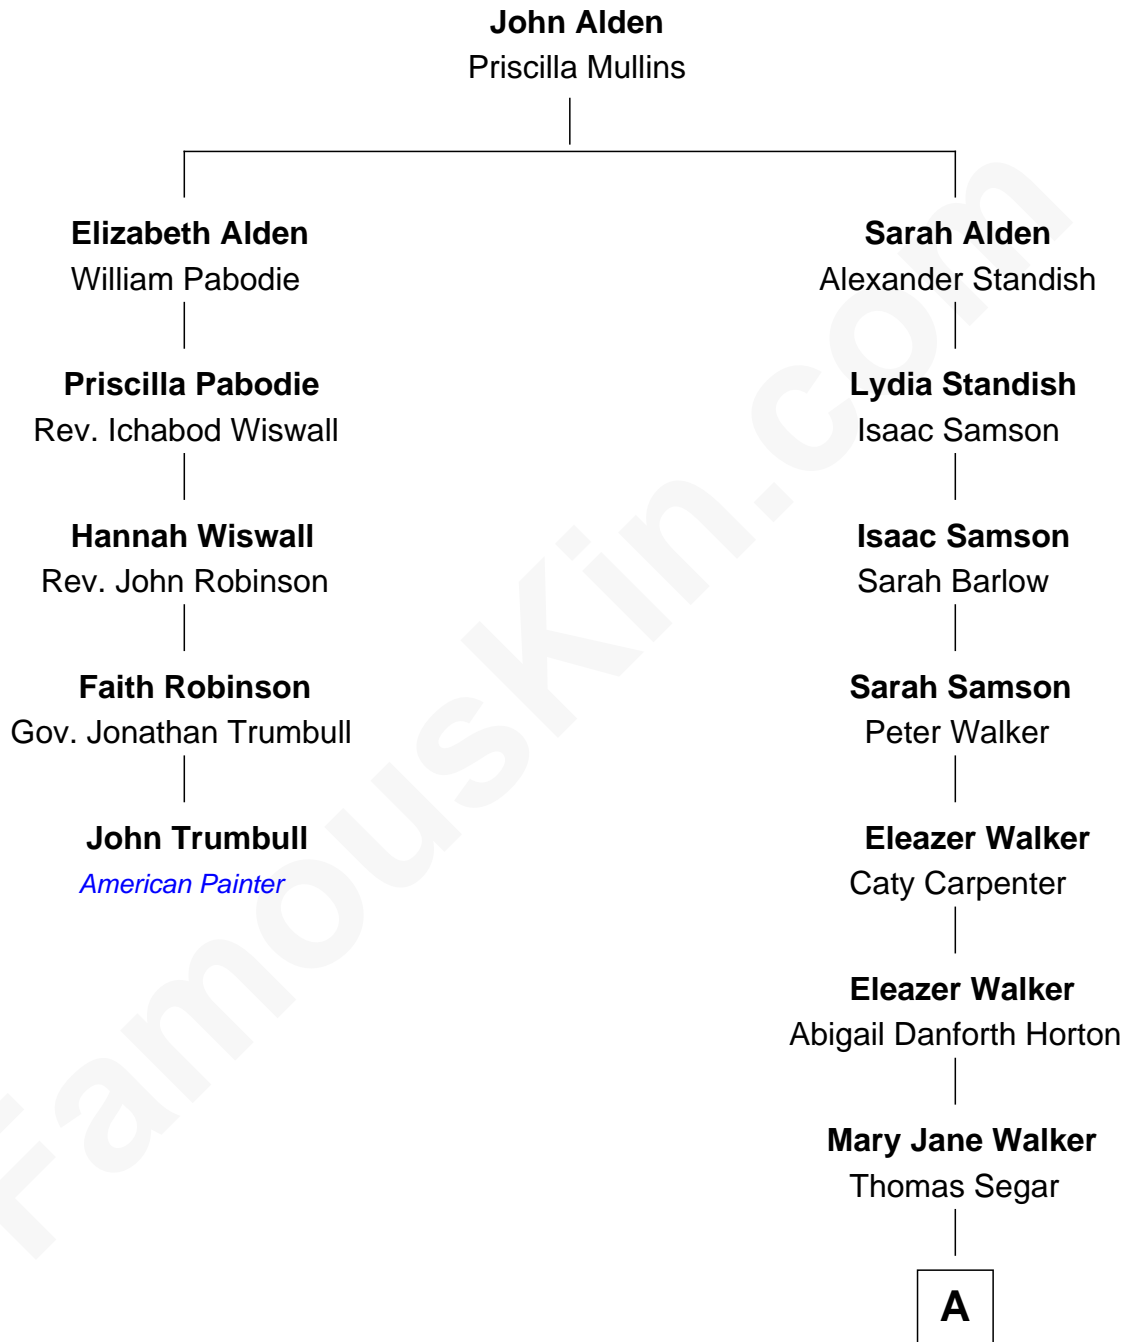 John Alden
Priscilla Mullins
Elizabeth Alden
William Pabodie
Priscilla Pabodie
Rev. Ichabod Wiswall
Hannah Wiswall
Rev. John Robinson
Faith Robinson
Gov. Jonathan Trumbull
John Trumbull
American Painter
Sarah Alden
Alexander Standish
Lydia Standish
Isaac Samson
Isaac Samson
Sarah Barlow
Sarah Samson
Peter Walker
Eleazer Walker
Caty Carpenter
Eleazer Walker
Abigail Danforth Horton
Mary Jane Walker
Thomas Segar
A
FamousKin.com